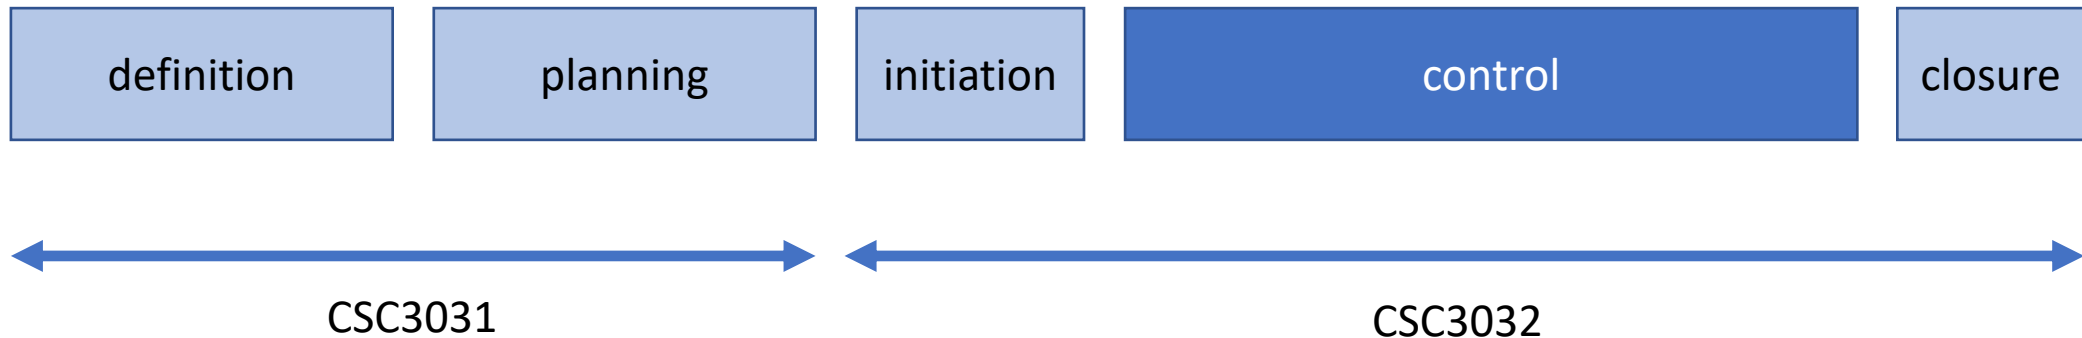 definition
planning
initiation
control
closure
CSC3031
CSC3032